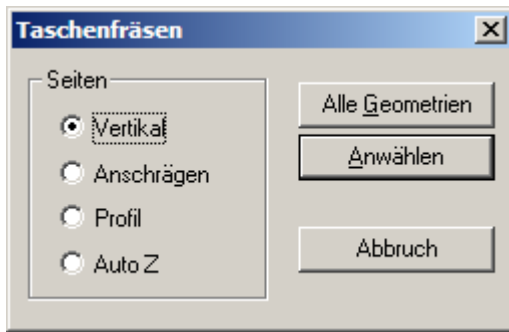 Taschenfräsen
Seiten
Vertikal
Anschrägen
Profil
Auto Z
Alle Geometrien
Anwählen
Abbruch